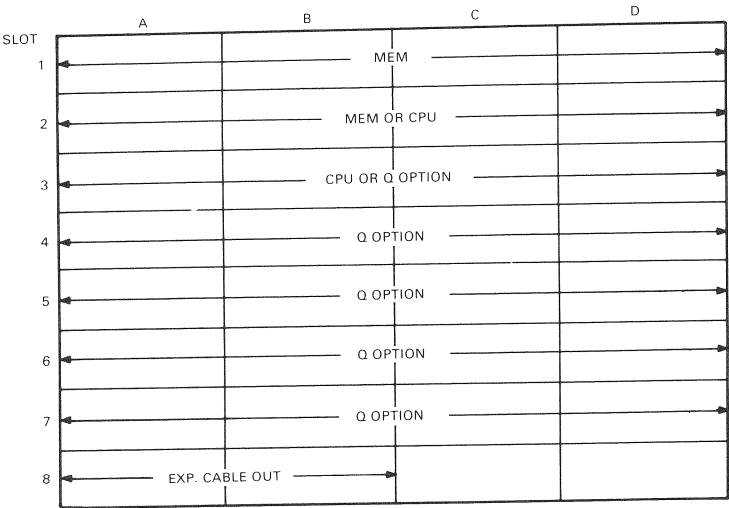 A B C D
SLOT
1 MEM
2 MEM OR CPU
3 CPU OR Q OPTION
4 Q OPTION
5 Q OPTION
6 Q OPTION
7 Q OPTION
8 EXP. CABLE OUT